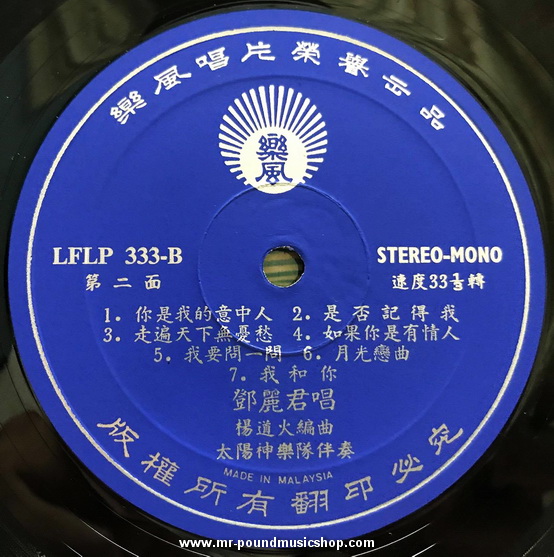 樂風唱片榮譽出品
樂風
LFLP 333-B
STEREO-MONO
第二面
速度33⅓轉
1. 你是我的意中人 2. 是否記得我
3. 走遍天下無憂愁 4. 如果你是有情人
5. 我要問一問 6. 月光戀曲
7. 我和你
鄧麗君唱
楊道火編曲
太陽神樂隊伴奏
MADE IN MALAYSIA
版權所有翻印必究
www.mr-poundmusicshop.com